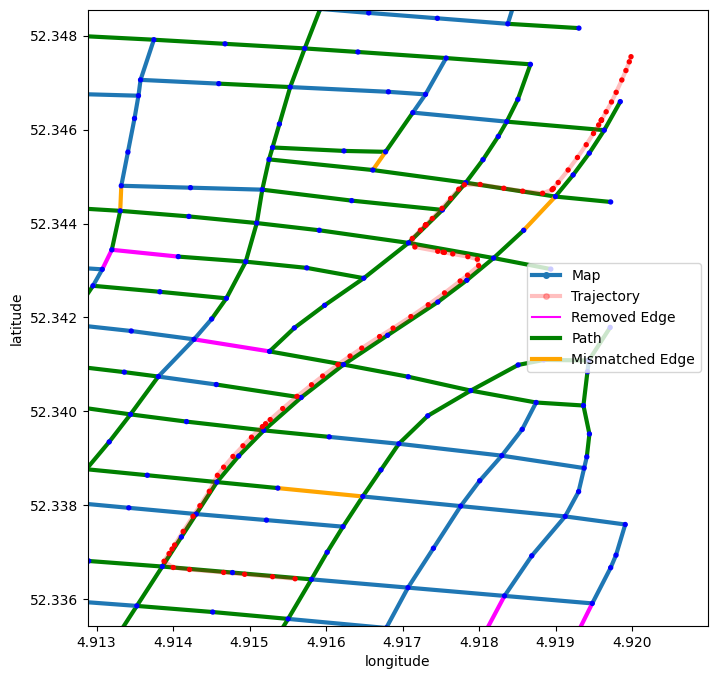 52.348
52.346
52.344
52.342
52.340
52.338
52.336
latitude
Map
Trajectory
Removed Edge
Path
Mismatched Edge
4.913 4.914 4.915 4.916 4.917 4.918 4.919 4.920
longitude